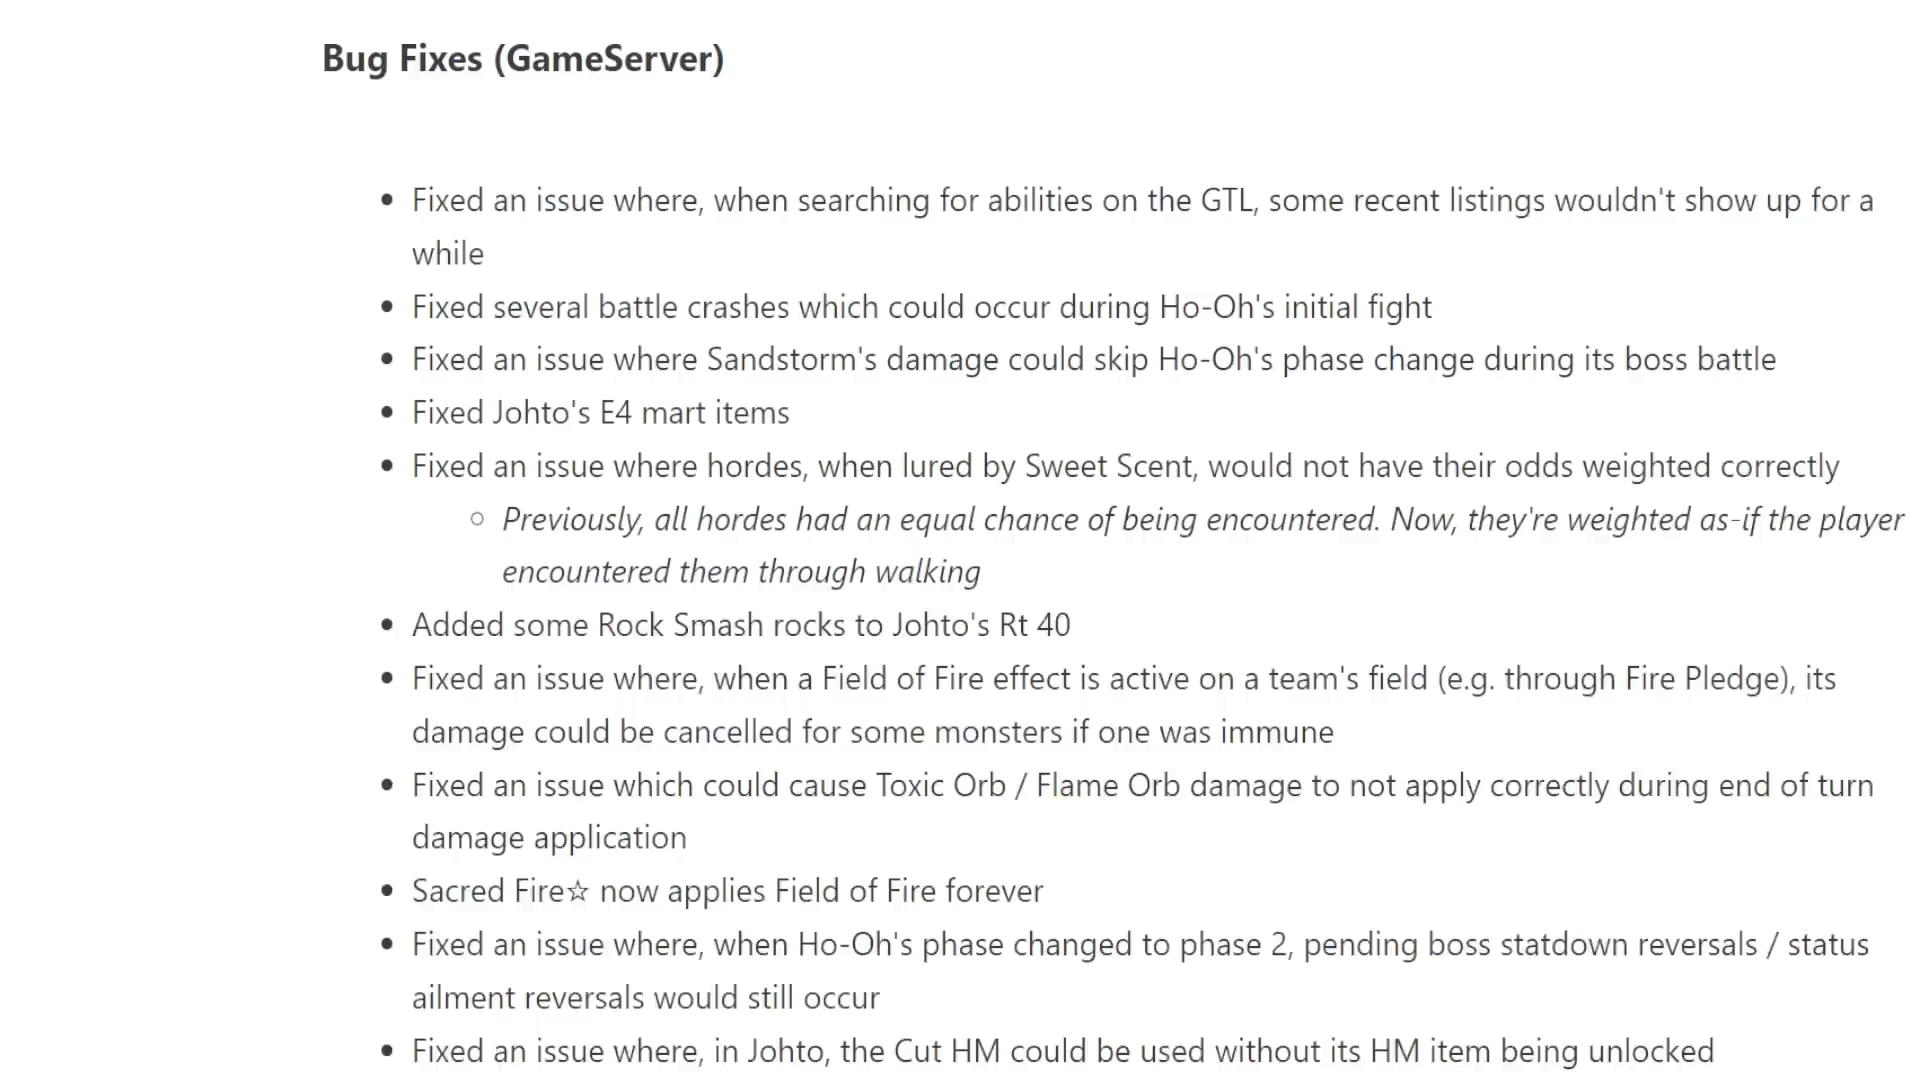 Bug Fixes (GameServer)
Fixed an issue where, when searching for abilities on the GTL, some recent listings wouldn't show up for a
while
Fixed several battle crashes which could occur during Ho-Oh's initial fight
Fixed an issue where Sandstorm's damage could skip Ho-Oh's phase change during its boss battle
Fixed Johto's E4 mart items
Fixed an issue where hordes, when lured by Sweet Scent, would not have their odds weighted correctly
Previously, all hordes had an equal chance of being encountered. Now, they're weighted as-if the player
encountered them through walking
Added some Rock Smash rocks to Johto's Rt 40
Fixed an issue where, when a Field of Fire effect is active on a team's field (e.g. through Fire Pledge), its
damage could be cancelled for some monsters if one was immune
Fixed an issue which could cause Toxic Orb / Flame Orb damage to not apply correctly during end of turn
damage application
Sacred Fire☆ now applies Field of Fire forever
Fixed an issue where, when Ho-Oh's phase changed to phase 2, pending boss statdown reversals / status
ailment reversals would still occur
Fixed an issue where, in Johto, the Cut HM could be used without its HM item being unlocked